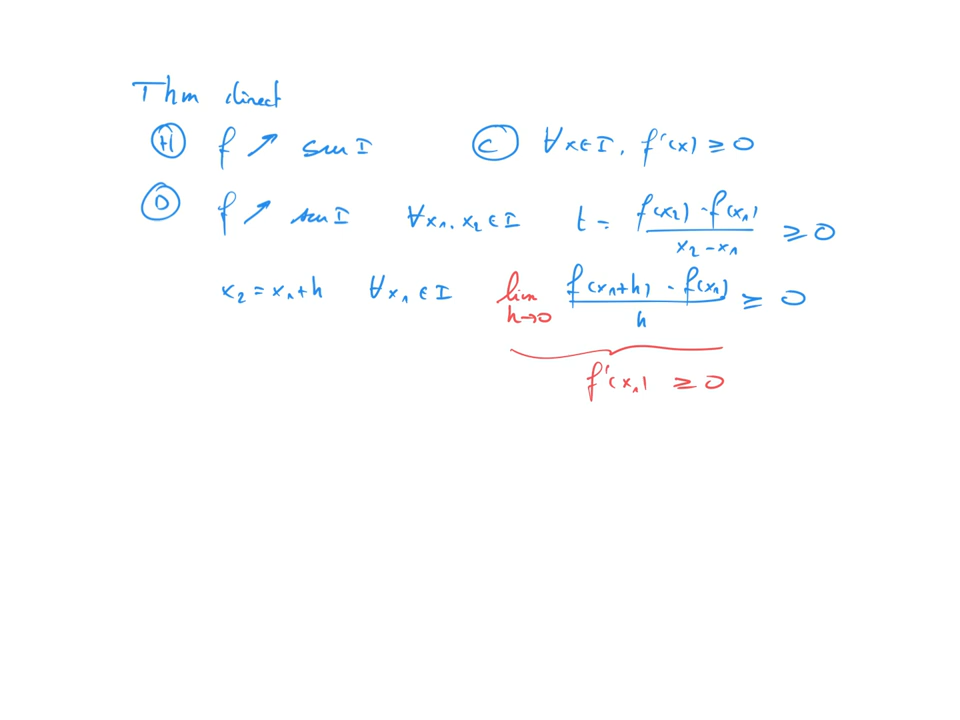 Thm direct
(H) f ↗ sur I (C) ∀x∈I, f'(x) ≥ 0
(D) f ↗ sur I ∀x₁, x₂ ∈ I t = (f(x₂) - f(x₁))/(x₂ - x₁) ≥ 0
x₂ = x₁ + h ∀x₁ ∈ I lim h→0 (f(x₁+h) - f(x₁))/h ≥ 0
f'(x₁) ≥ 0